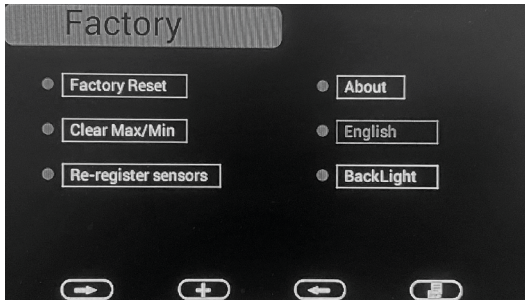 Factory
Factory Reset
About
Clear Max/Min
English
Re-register sensors
BackLight